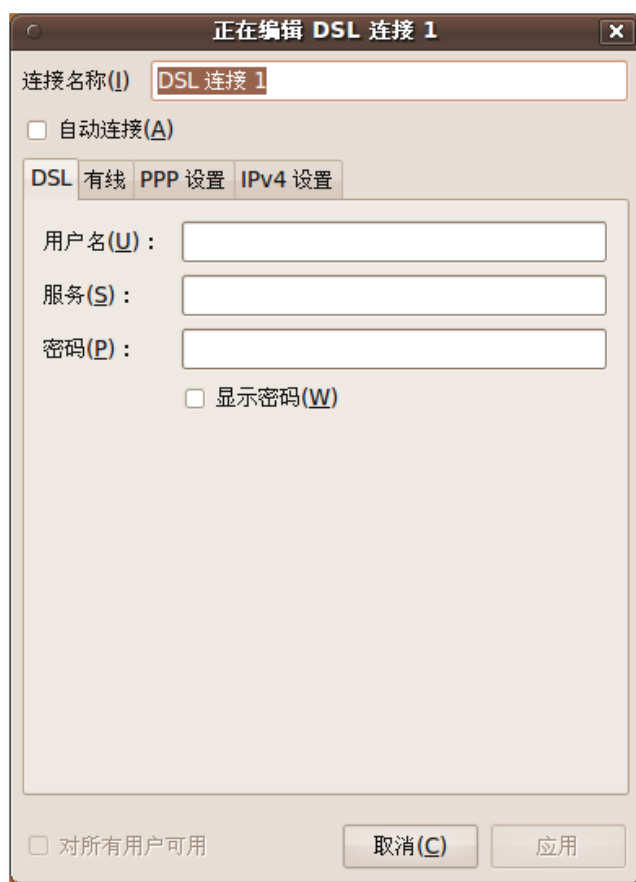 正在编辑 DSL 连接 1
连接名称(I) DSL 连接 1
自动连接(A)
DSL 有线 PPP 设置 IPv4 设置
用户名(U)：
服务(S)：
密码(P)：
显示密码(W)
对所有用户可用 取消(C) 应用